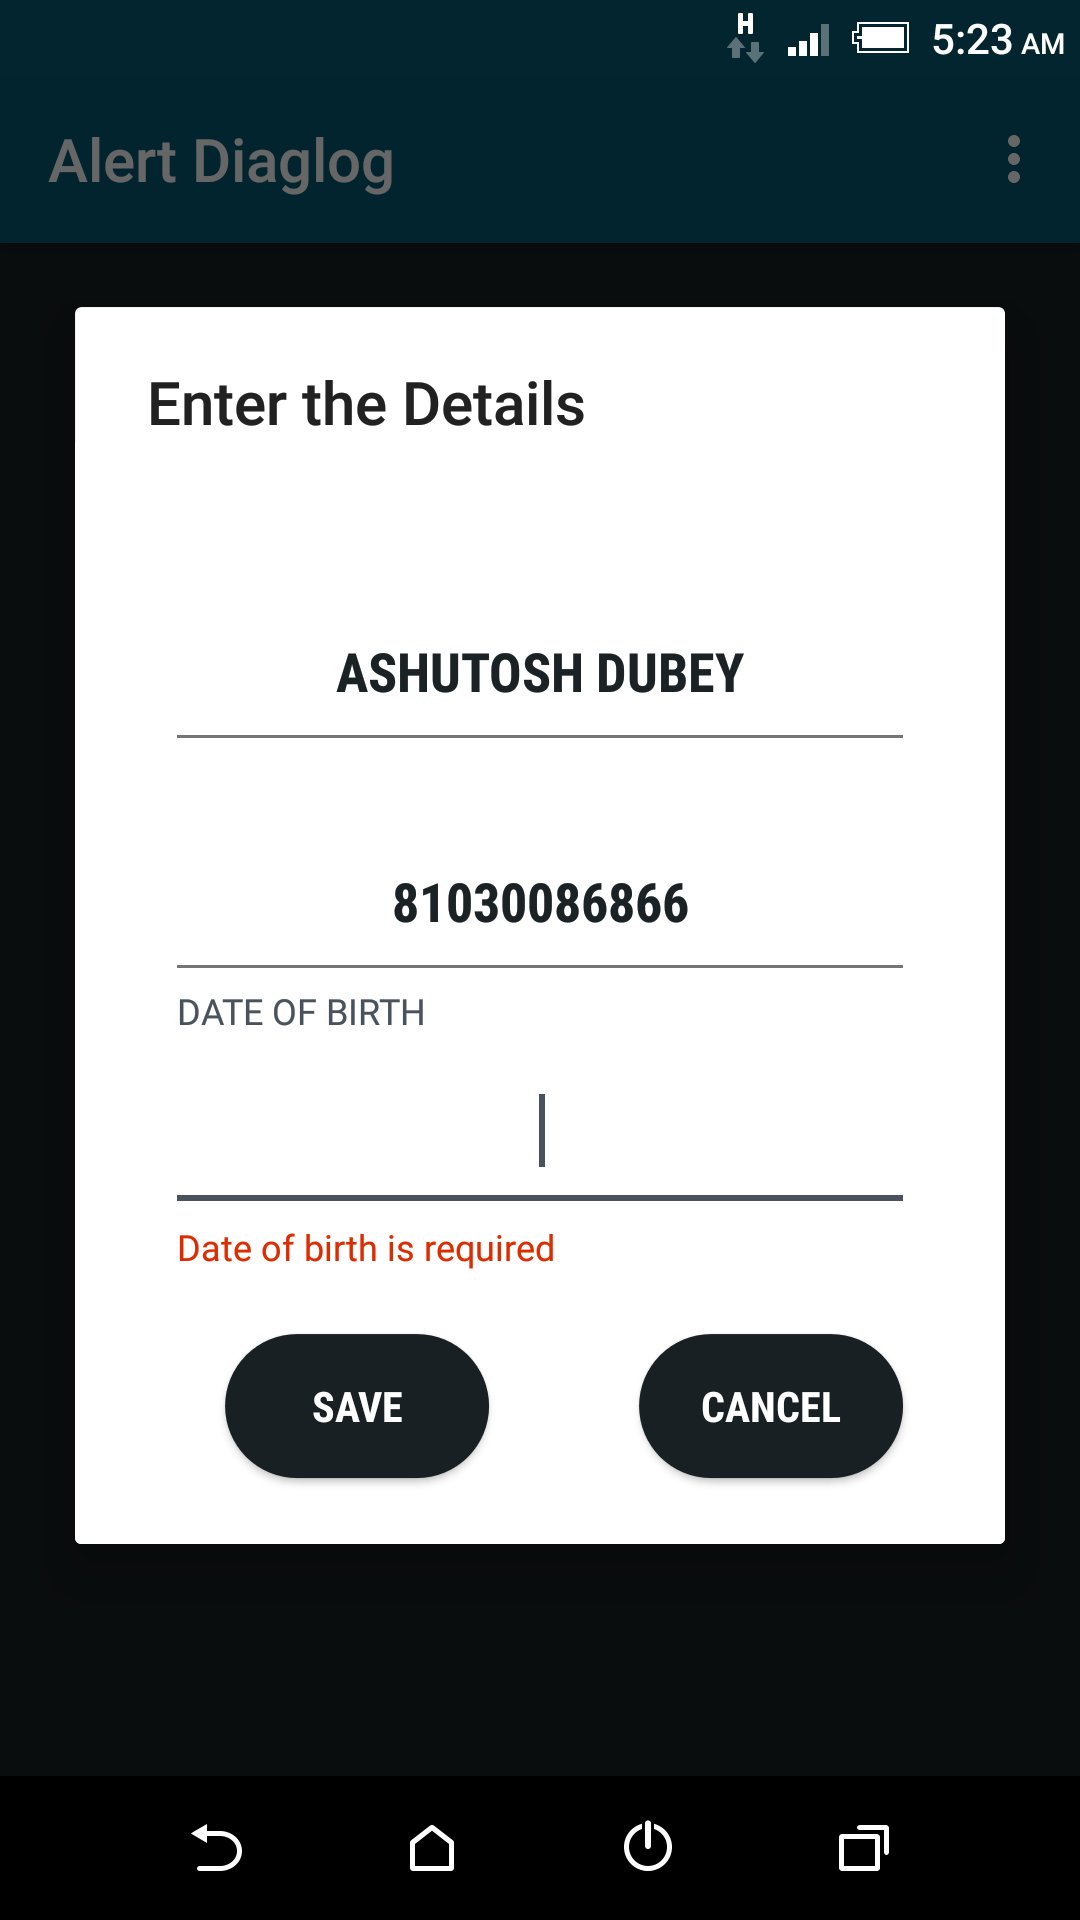 H
5:23 AM
Alert Diaglog
Enter the Details
ASHUTOSH DUBEY
81030086866
DATE OF BIRTH
Date of birth is required
SAVE CANCEL